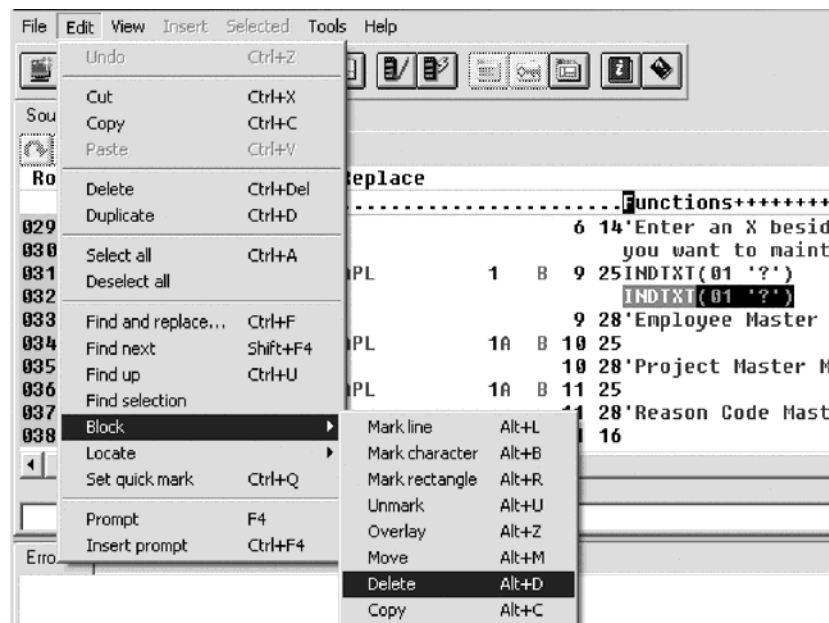 File Edit View Insert Selected Tools Help
Undo Ctrl+Z
Cut Ctrl+X
Copy Ctrl+C
Paste Ctrl+V
Delete Ctrl+Del
Duplicate Ctrl+D
Select all Ctrl+A
Deselect all
Find and replace... Ctrl+F
Find next Shift+F4
Find up Ctrl+U
Find selection
Block
Locate
Set quick mark Ctrl+Q
Prompt F4
Insert prompt Ctrl+F4
Mark line Alt+L
Mark character Alt+B
Mark rectangle Alt+R
Unmark Alt+U
Overlay Alt+Z
Move Alt+M
Delete Alt+D
Copy Alt+C
Sou
Ro eplace
.......................Functions++++++++
029 6 14'Enter an X besid
030 you want to maint
031 PL 1 B 9 25INDTXT(01 '?')
032 INDTXT(01 '?')
033 9 28'Employee Master
034 PL 1A B 10 25
035 10 28'Project Master M
036 PL 1A B 11 25
037 11 28'Reason Code Mast
038 16
Erro